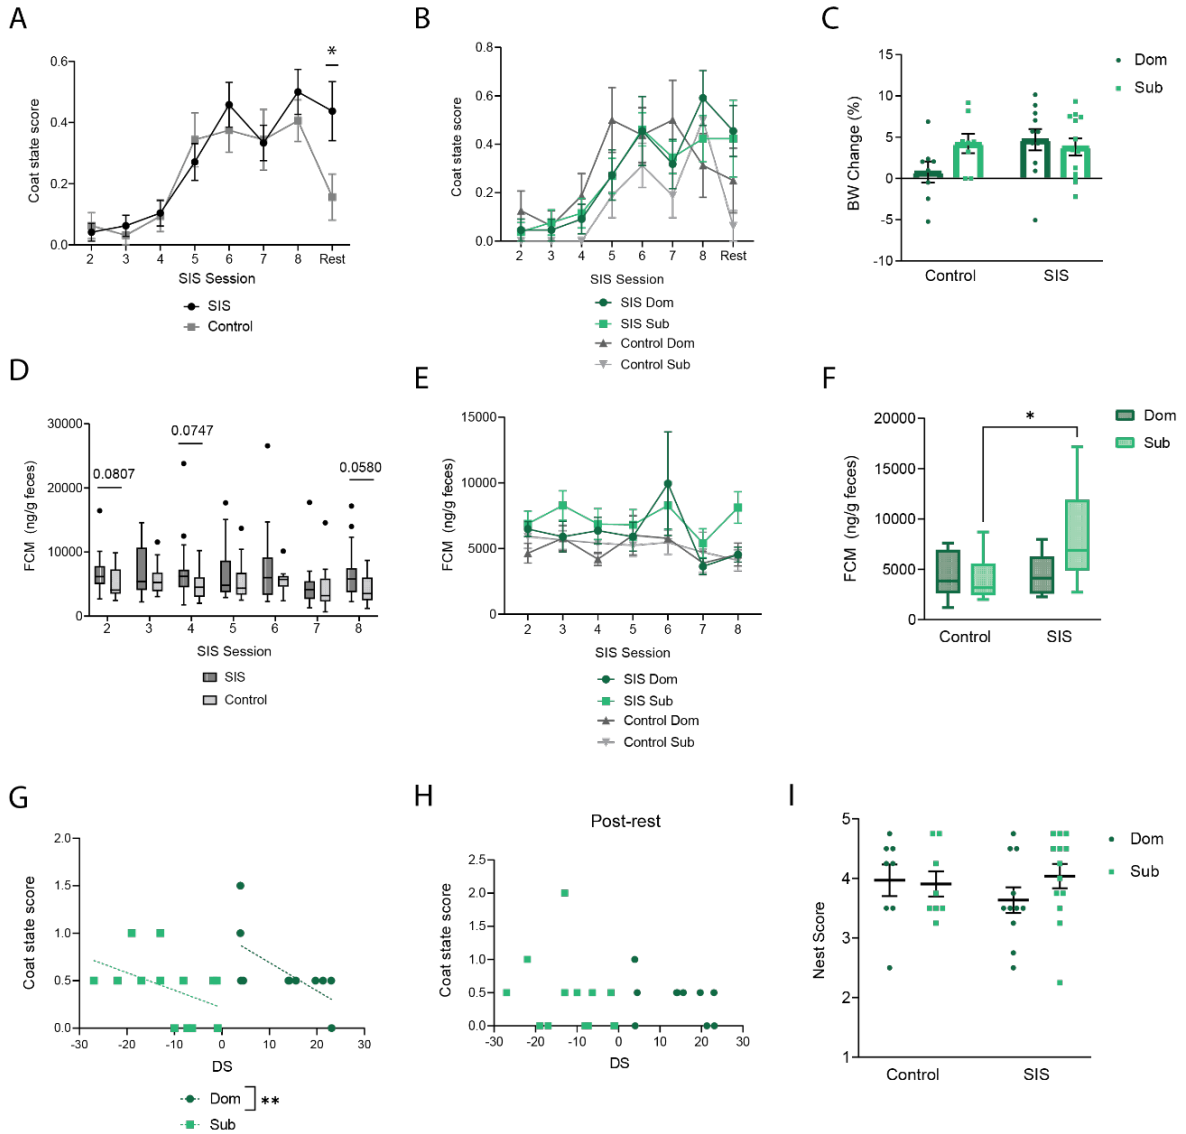 A
B
C
0.6
0.4
0.2
0.0
Coat state score
*
2 3 4 5 6 7 8 Rest
SIS Session
SIS
Control
0.8
0.6
0.4
0.2
0.0
Coat state score
2 3 4 5 6 7 8 Rest
SIS Session
SIS Dom
SIS Sub
Control Dom
Control Sub
15
10
5
0
-5
-10
BW Change (%)
Control SIS
Dom
Sub
D
E
F
30000
20000
10000
0
FCM (ng/g feces)
0.0807
0.0747
0.0580
2 3 4 5 6 7 8
SIS Session
SIS
Control
15000
10000
5000
0
FCM (ng/g feces)
2 3 4 5 6 7 8
SIS Session
SIS Dom
SIS Sub
Control Dom
Control Sub
20000
15000
10000
5000
0
FCM (ng/g feces)
*
Control SIS
Dom
Sub
G
H
I
2.0
1.5
1.0
0.5
0.0
Coat state score
-30 -20 -10 0 10 20 30
DS
Dom
Sub
**
Post-rest
2.5
2.0
1.5
1.0
0.5
0.0
Coat state score
-30 -20 -10 0 10 20 30
DS
5
4
3
2
1
Nest Score
Control SIS
Dom
Sub